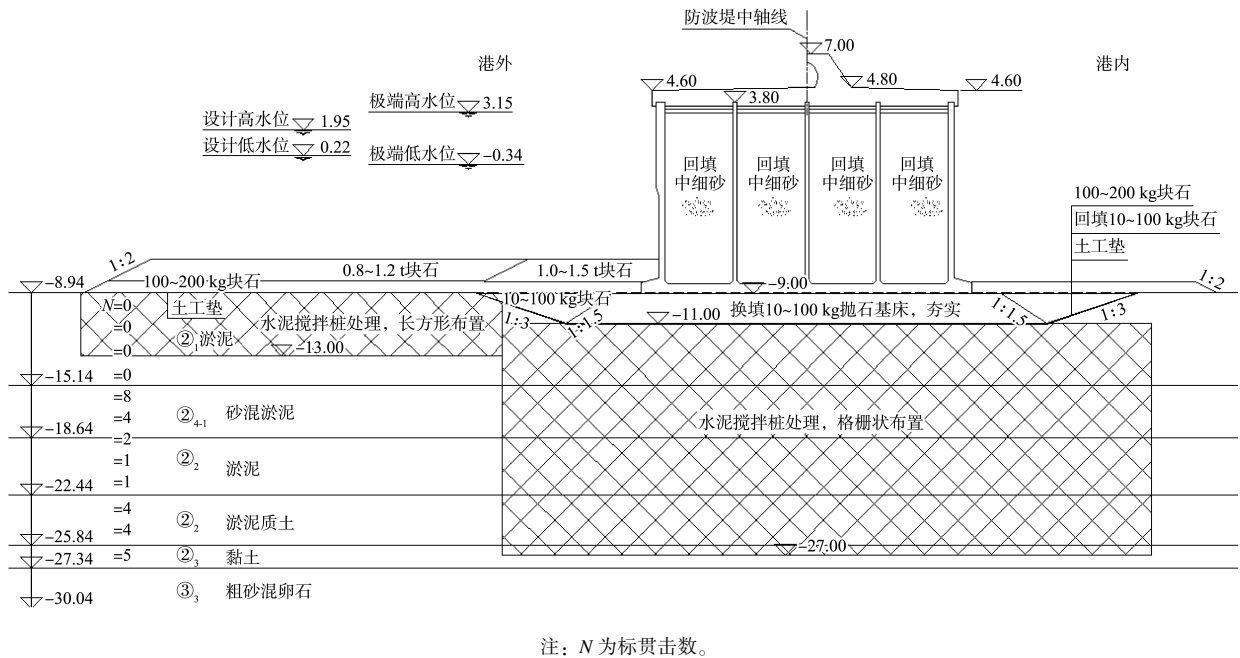 防波堤中轴线
7.00
港外
港内
4.60
4.80
4.60
3.80
极端高水位 3.15
设计高水位 1.95
设计低水位 0.22
极端低水位 -0.34
回填
中细砂
回填
中细砂
回填
中细砂
回填
中细砂
100~200 kg块石
回填10~100 kg块石
土工垫
1:2
0.8~1.2 t块石
1.0~1.5 t块石
100~200 kg块石
-8.94
-9.00
1:2
N=0
土工垫
10~100 kg块石
换填10~100 kg抛石基床，夯实
1:3
1:1.5
-11.00
1:1.5
1:3
=0
水泥搅拌桩处理，长方形布置
②1淤泥
=0
-13.00
-15.14
=0
=8
=4
②4-1 砂混淤泥
水泥搅拌桩处理，格栅状布置
-18.64
=2
=1
②2 淤泥
=1
-22.44
=4
②2 淤泥质土
=4
-25.84
-27.00
-27.34
=5
②3 黏土
③3 粗砂混卵石
-30.04
注：N 为标贯击数。